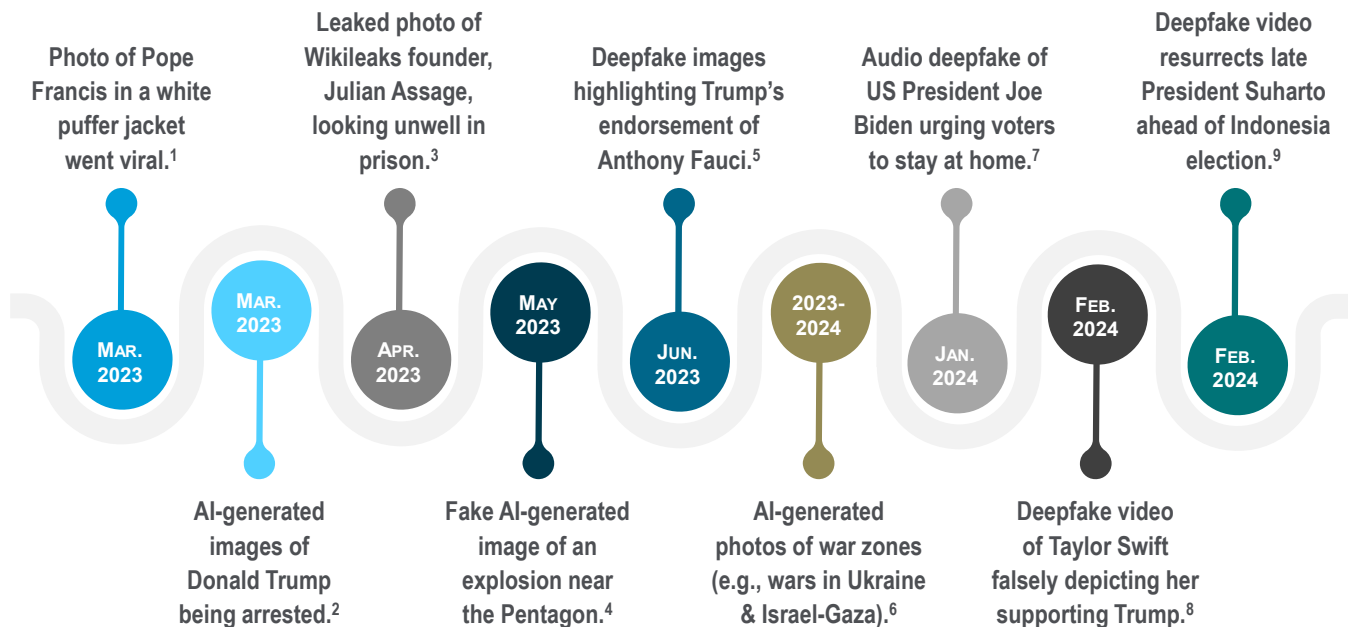 Photo of Pope
Francis in a white
puffer jacket
went viral.¹
MAR.
2023
MAR.
2023
AI-generated
images of
Donald Trump
being arrested.²
Leaked photo of
Wikileaks founder,
Julian Assage,
looking unwell in
prison.³
APR.
2023
MAY
2023
Fake AI-generated
image of an
explosion near
the Pentagon.⁴
Deepfake images
highlighting Trump’s
endorsement of
Anthony Fauci.⁵
JUN.
2023
2023-
2024
AI-generated
photos of war zones
(e.g., wars in Ukraine
& Israel-Gaza).⁶
Audio deepfake of
US President Joe
Biden urging voters
to stay at home.⁷
JAN.
2024
FEB.
2024
Deepfake video
of Taylor Swift
falsely depicting her
supporting Trump.⁸
Deepfake video
resurrects late
President Suharto
ahead of Indonesia
election.⁹
FEB.
2024